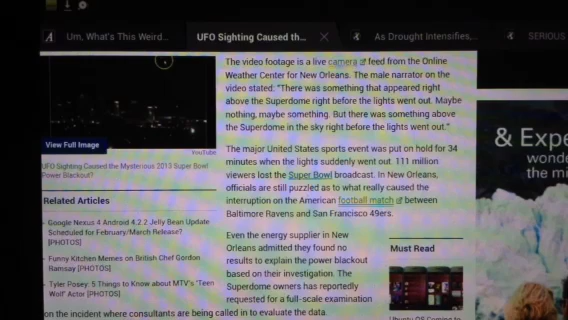 Um, What's This Weird...
UFO Sighting Caused th...
As Drought Intensifies...
SERIOUS
The video footage is a live camera feed from the Online
Weather Center for New Orleans. The male narrator on
the video stated: "There was something that appeared right
above the Superdome right before the lights went out. Maybe
nothing, maybe something. But there was something above
the Superdome in the sky right before the lights went out."
View Full Image
YouTube
UFO Sighting Caused the Mysterious 2013 Super Bowl
Power Blackout?
The major United States sports event was put on hold for 34
minutes when the lights suddenly went out. 111 million
viewers lost the Super Bowl broadcast. In New Orleans,
officials are still puzzled as to what really caused the
interruption on the American football match between
Baltimore Ravens and San Francisco 49ers.
Related Articles
- Google Nexus 4 Android 4.2.2 Jelly Bean Update
Scheduled for February/March Release?
[PHOTOS]
- Funny Kitchen Memes on British Chef Gordon
Ramsay [PHOTOS]
- Tyler Posey: 5 Things to Know about MTV's "Teen
Wolf" Actor [PHOTOS]
Even the energy supplier in New
Orleans admitted they found no
results to explain the power blackout
based on their investigation. The
Superdome owners has reportedly
requested for a full-scale examination
on the incident where consultants are being called in to evaluate the data.
Must Read
Ubuntu OS Coming to
& Expe
wonde
the mi